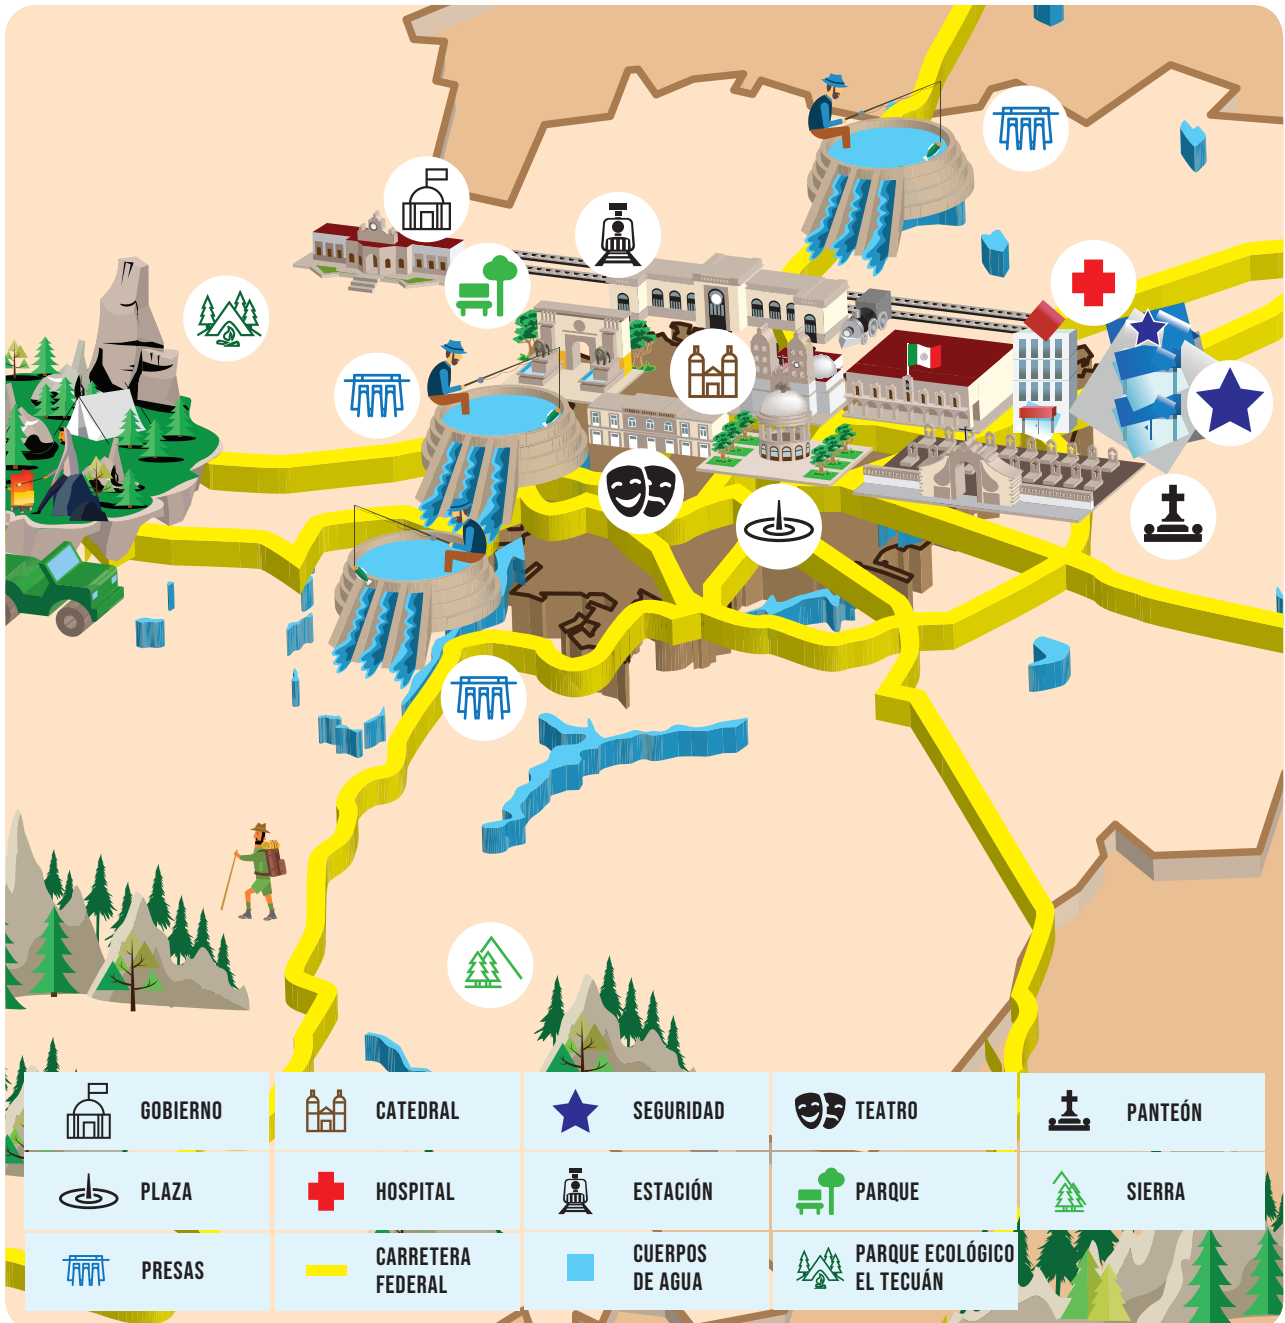 GOBIERNO
CATEDRAL
SEGURIDAD
TEATRO
PANTEÓN
PLAZA
HOSPITAL
ESTACIÓN
PARQUE
SIERRA
PRESAS
CARRETERA
FEDERAL
CUERPOS
DE AGUA
PARQUE ECOLÓGICO
EL TECUÁN